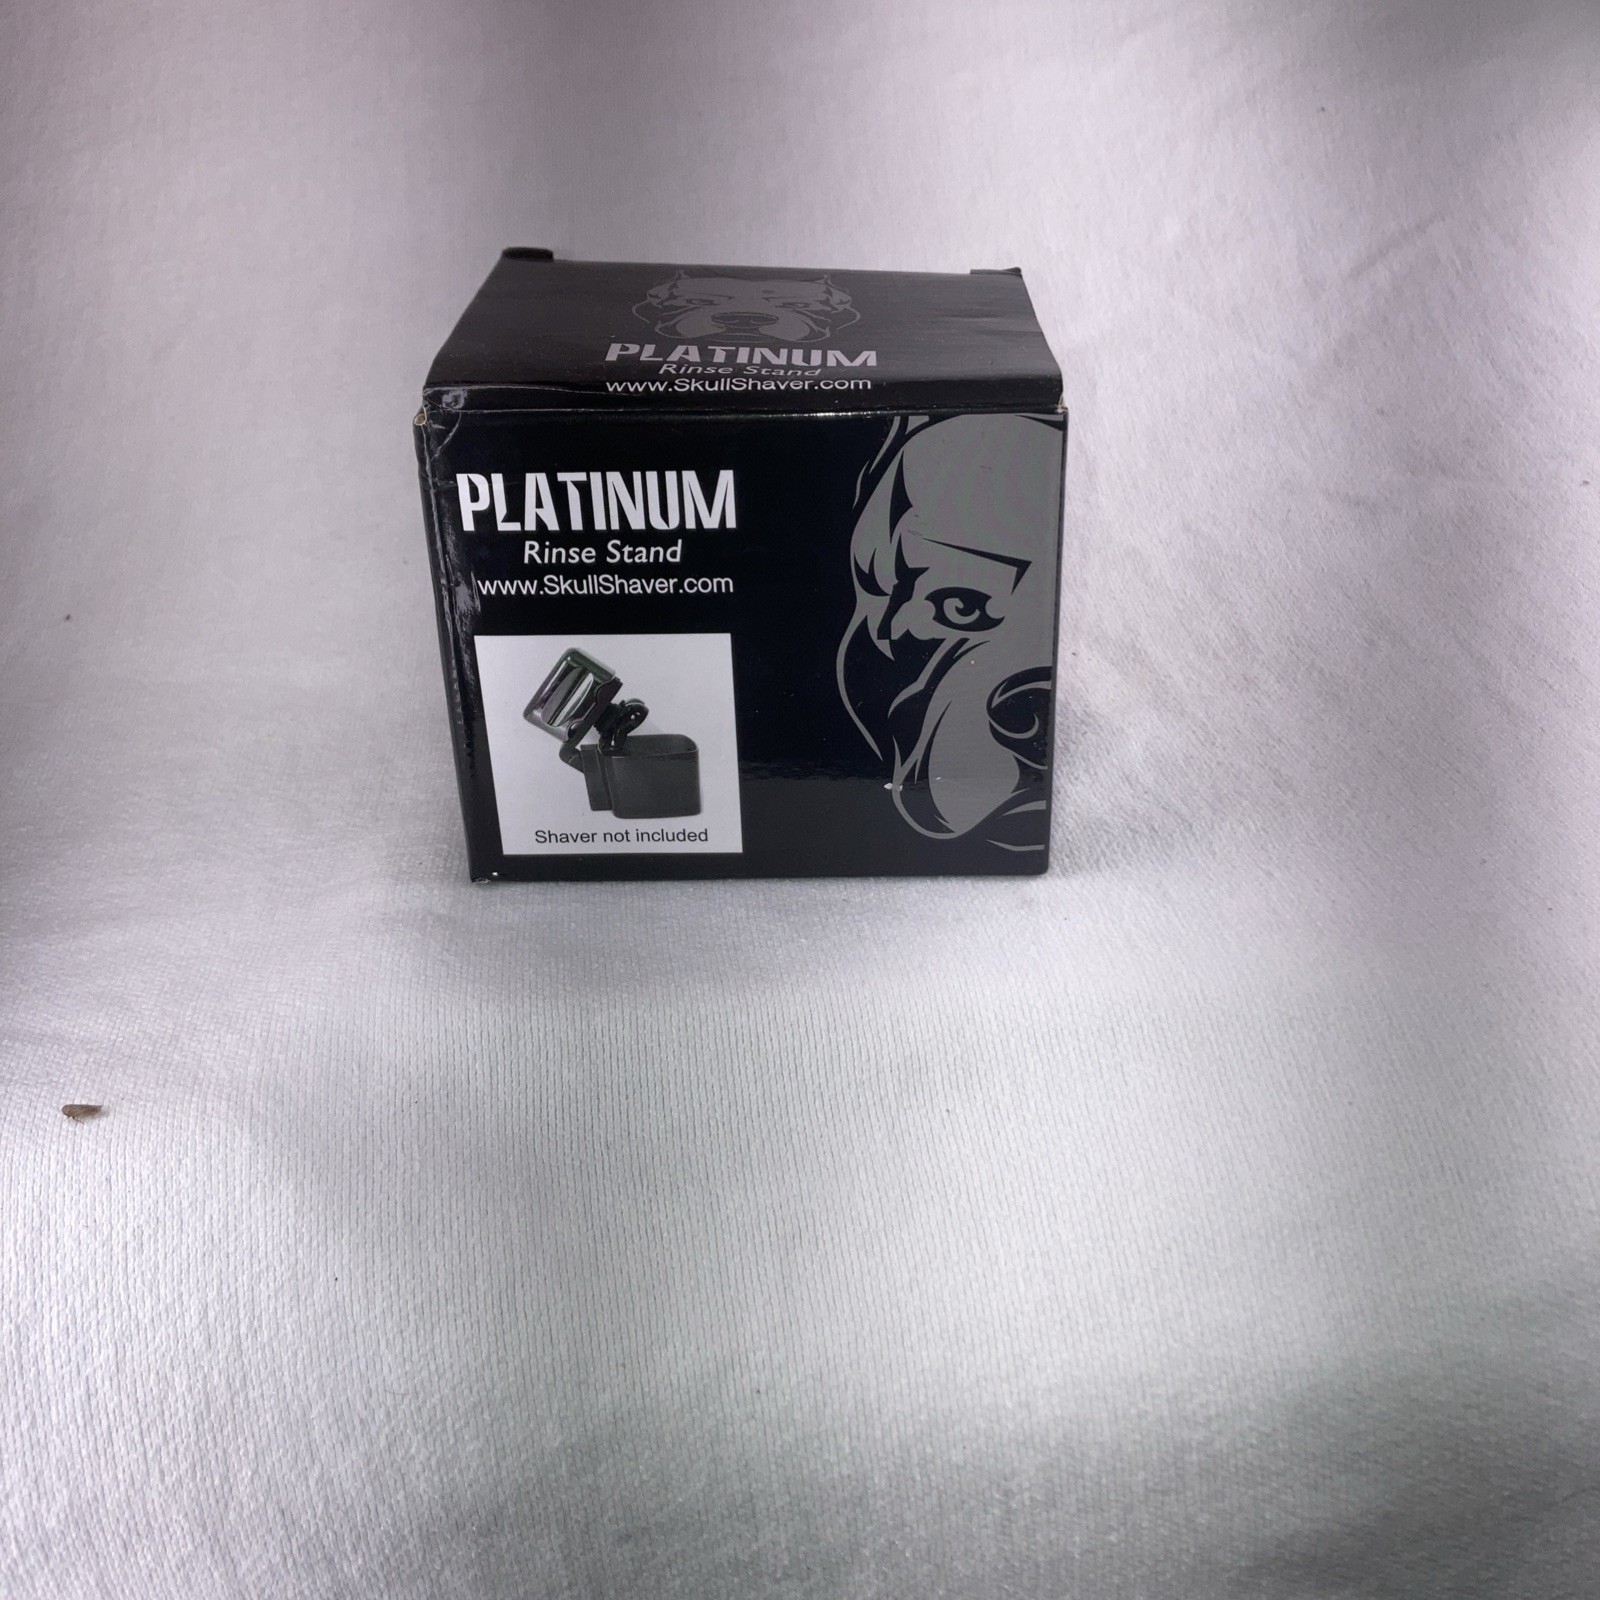 PLATINUM
Rinse Stand
www.SkullShaver.com
PLATINUM
Rinse Stand
www.SkullShaver.com
Shaver not included